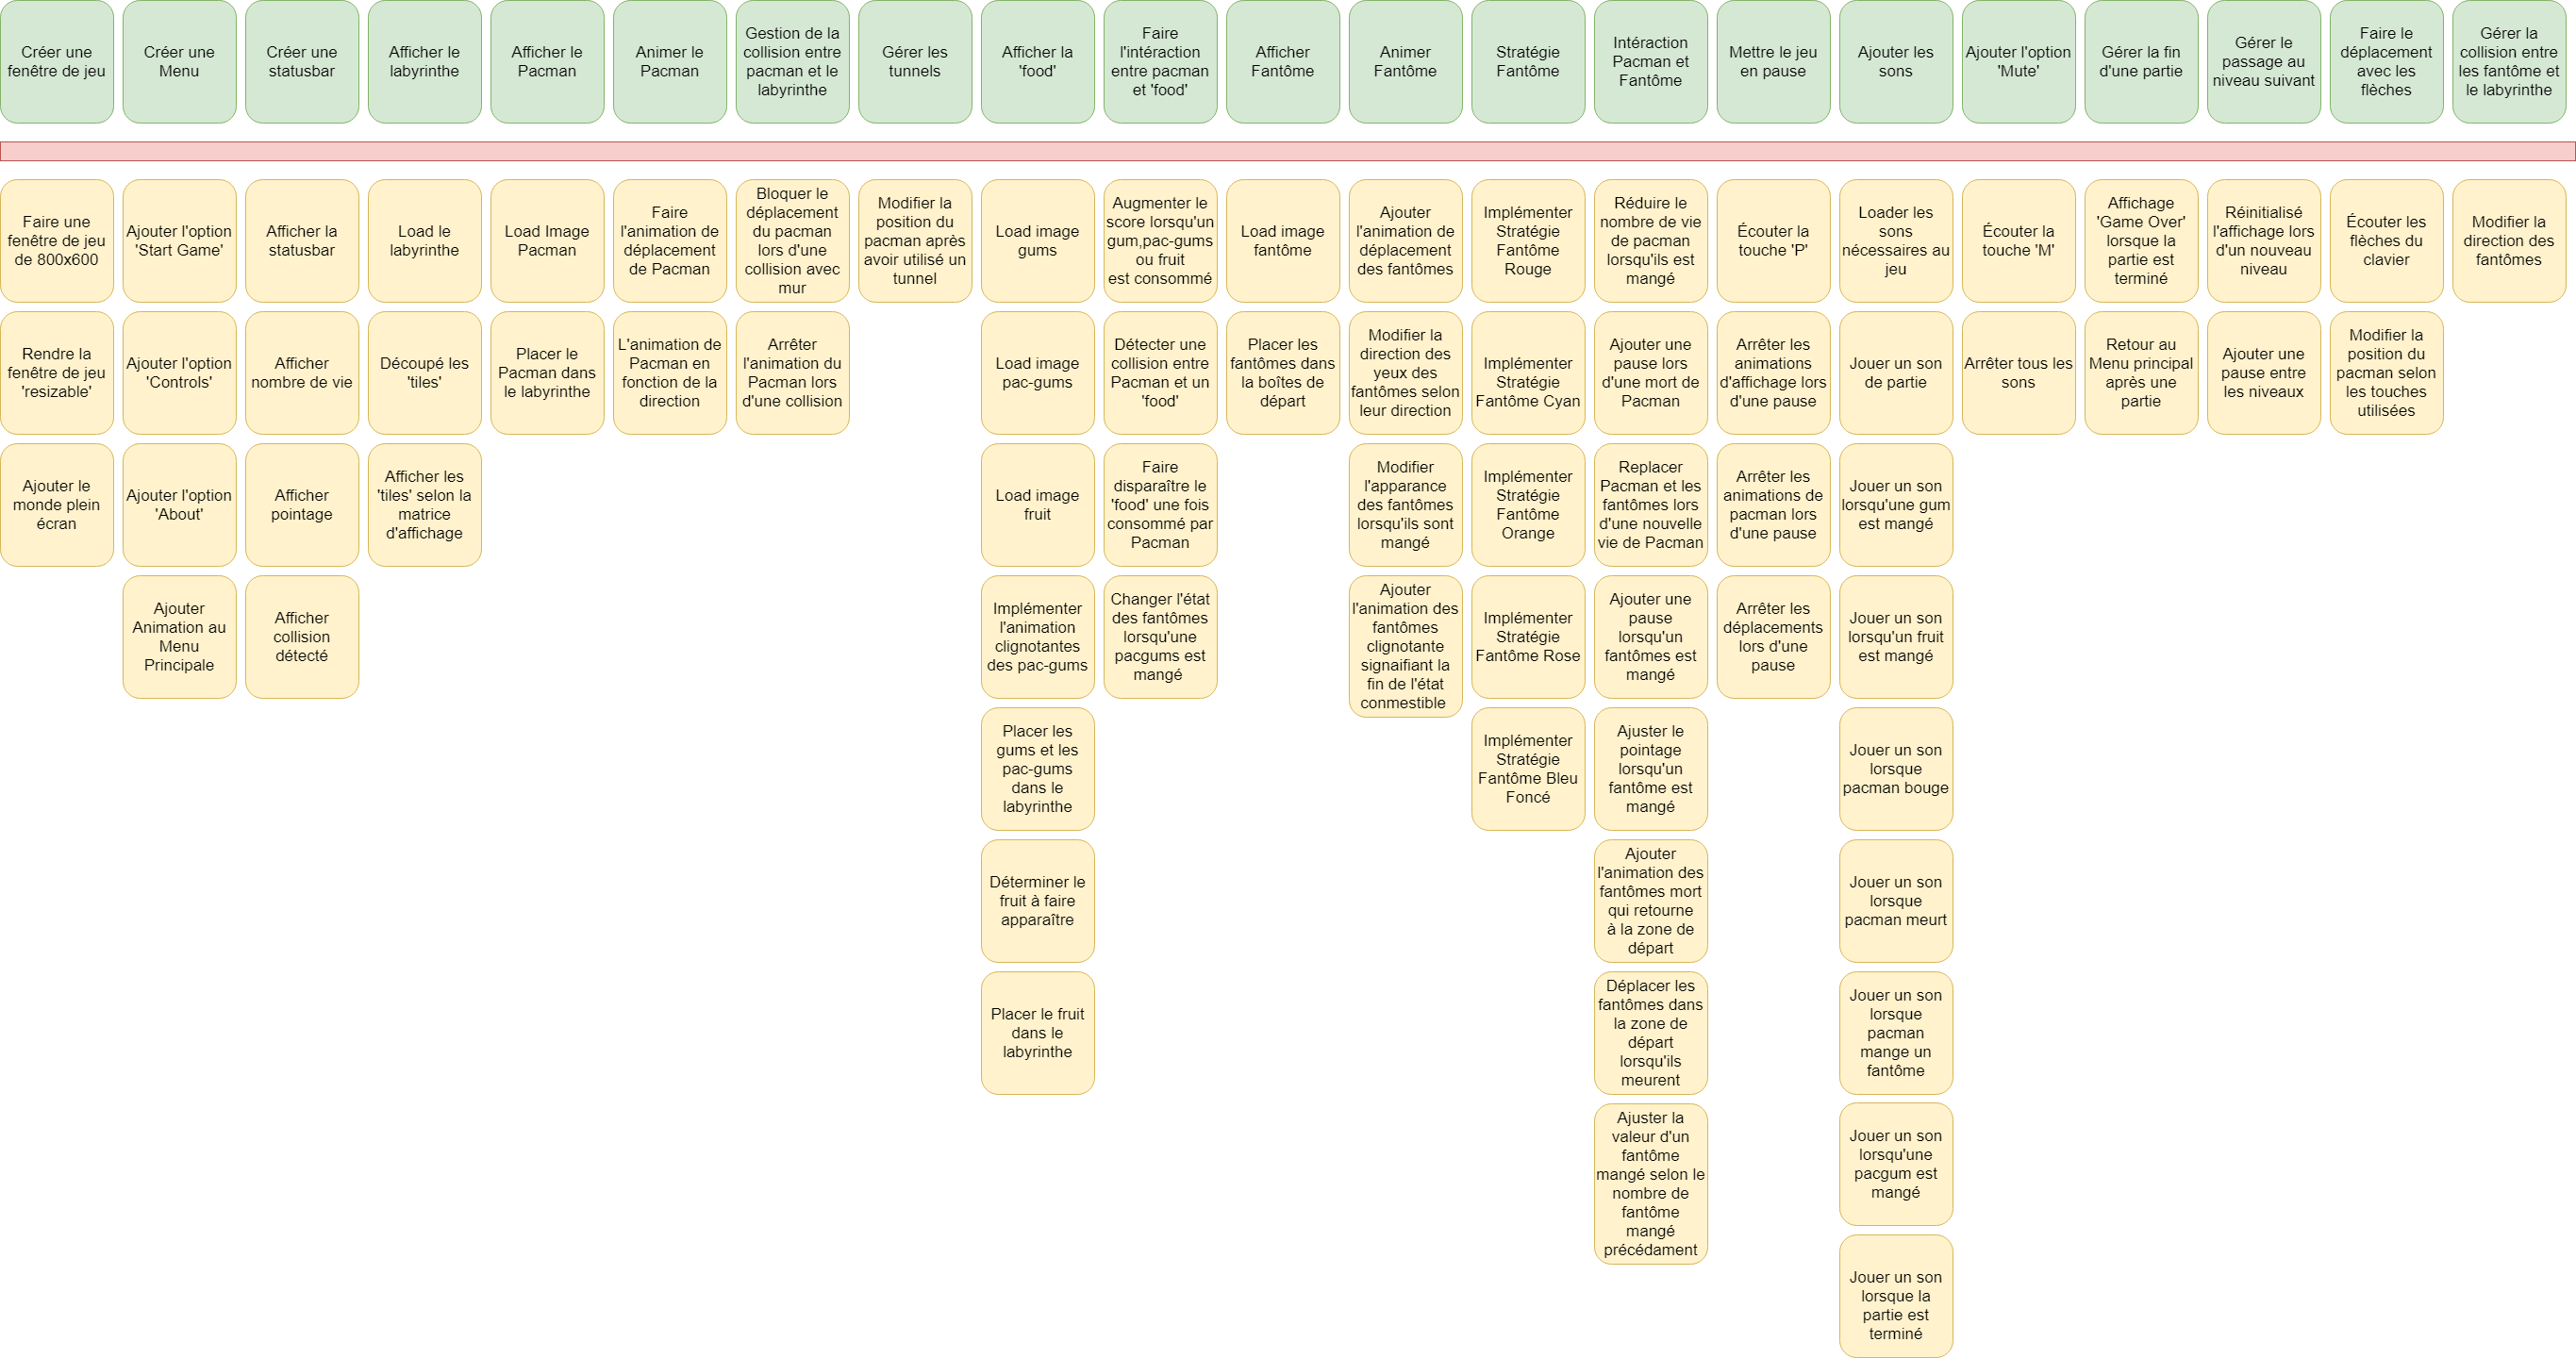 Créer une
fenêtre de jeu
Créer une
Menu
Créer une
statusbar
Afficher le
labyrinthe
Afficher le
Pacman
Animer le
Pacman
Gestion de la
collision entre
pacman et le
labyrinthe
Gérer les
tunnels
Afficher la
'food'
Faire
l'intéraction
entre pacman
et 'food'
Afficher
Fantôme
Animer
Fantôme
Stratégie
Fantôme
Intéraction
Pacman et
Fantôme
Mettre le jeu
en pause
Ajouter les
sons
Ajouter l'option
'Mute'
Gérer la fin
d'une partie
Gérer le
passage au
niveau suivant
Faire le
déplacement
avec les
flèches
Gérer la
collision entre
les fantôme et
le labyrinthe
Faire une
fenêtre de jeu
de 800x600
Ajouter l'option
'Start Game'
Afficher la
statusbar
Load le
labyrinthe
Load Image
Pacman
Faire
l'animation de
déplacement
de Pacman
Bloquer le
déplacement
du pacman
lors d'une
collision avec
mur
Modifier la
position du
pacman après
avoir utilisé un
tunnel
Load image
gums
Augmenter le
score lorsqu'un
gum,pac-gums
ou fruit
est consommé
Load image
fantôme
Ajouter
l'animation de
déplacement
des fantômes
Implémenter
Stratégie
Fantôme
Rouge
Réduire le
nombre de vie
de pacman
lorsqu'ils est
mangé
Écouter la
touche 'P'
Loader les
sons
nécessaires au
jeu
Écouter la
touche 'M'
Affichage
'Game Over'
lorsque la
partie est
terminé
Réinitialisé
l'affichage lors
d'un nouveau
niveau
Écouter les
flèches du
clavier
Modifier la
direction des
fantômes
Rendre la
fenêtre de jeu
'resizable'
Ajouter l'option
'Controls'
Afficher
nombre de vie
Découpé les
'tiles'
Placer le
Pacman dans
le labyrinthe
L'animation de
Pacman en
fonction de la
direction
Arrêter
l'animation du
Pacman lors
d'une collision
Load image
pac-gums
Détecter une
collision entre
Pacman et un
'food'
Placer les
fantômes dans
la boîtes de
départ
Modifier la
direction des
yeux des
fantômes selon
leur direction
Implémenter
Stratégie
Fantôme Cyan
Ajouter une
pause lors
d'une mort de
Pacman
Arrêter les
animations
d'affichage lors
d'une pause
Jouer un son
de partie
Arrêter tous les
sons
Retour au
Menu principal
après une
partie
Ajouter une
pause entre
les niveaux
Modifier la
position du
pacman selon
les touches
utilisées
Ajouter le
monde plein
écran
Ajouter l'option
'About'
Afficher
pointage
Afficher les
'tiles' selon la
matrice
d'affichage
Load image
fruit
Faire
disparaître le
'food' une fois
consommé par
Pacman
Modifier
l'apparance
des fantômes
lorsqu'ils sont
mangé
Implémenter
Stratégie
Fantôme
Orange
Replacer
Pacman et les
fantômes lors
d'une nouvelle
vie de Pacman
Arrêter les
animations de
pacman lors
d'une pause
Jouer un son
lorsqu'une gum
est mangé
Ajouter
Animation au
Menu
Principale
Afficher
collision
détecté
Implémenter
l'animation
clignotantes
des pac-gums
Changer l'état
des fantômes
lorsqu'une
pacgums est
mangé
Ajouter
l'animation des
fantômes
clignotante
signaifiant la
fin de l'état
conmestible
Implémenter
Stratégie
Fantôme Rose
Ajouter une
pause
lorsqu'un
fantômes est
mangé
Arrêter les
déplacements
lors d'une
pause
Jouer un son
lorsqu'un fruit
est mangé
Placer les
gums et les
pac-gums
dans le
labyrinthe
Implémenter
Stratégie
Fantôme Bleu
Foncé
Ajuster le
pointage
lorsqu'un
fantôme est
mangé
Jouer un son
lorsque
pacman bouge
Déterminer le
fruit à faire
apparaître
Ajouter
l'animation des
fantômes mort
qui retourne
à la zone de
départ
Jouer un son
lorsque
pacman meurt
Placer le fruit
dans le
labyrinthe
Déplacer les
fantômes dans
la zone de
départ
lorsqu'ils
meurent
Jouer un son
lorsque
pacman
mange un
fantôme
Ajuster la
valeur d'un
fantôme
mangé selon le
nombre de
fantôme
mangé
précédament
Jouer un son
lorsqu'une
pacgum est
mangé
Jouer un son
lorsque la
partie est
terminé